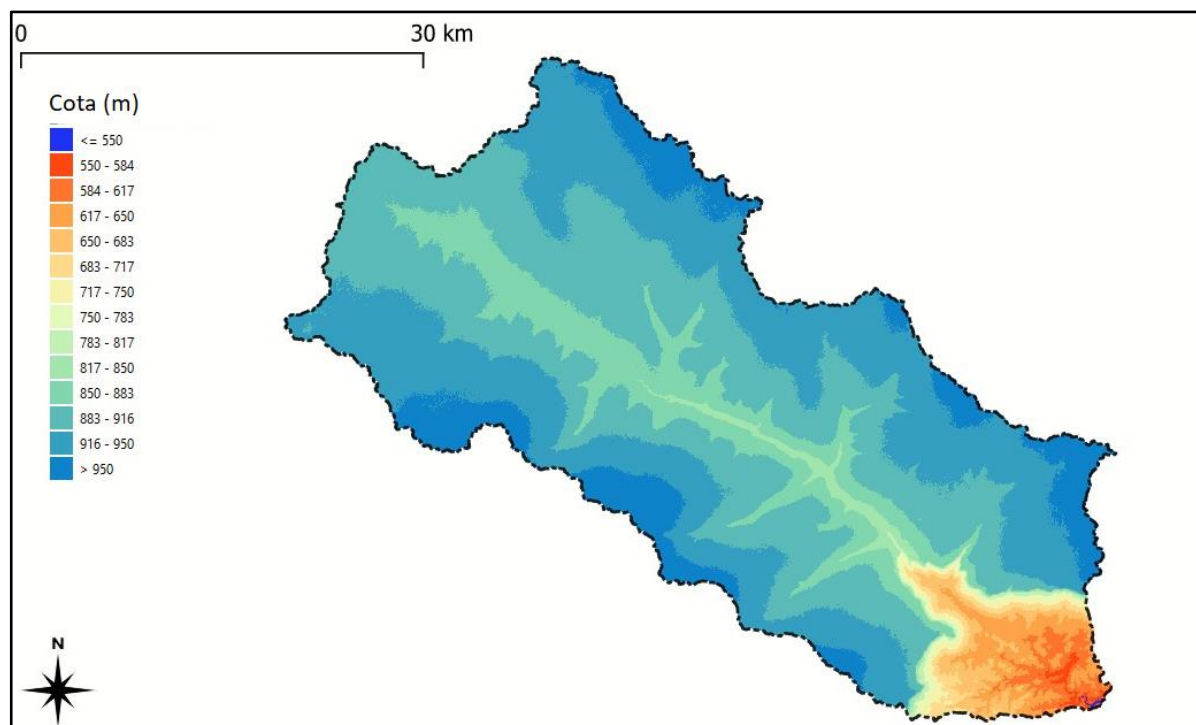 0 30 km
Cota (m)
<= 550
550 - 584
584 - 617
617 - 650
650 - 683
683 - 717
717 - 750
750 - 783
783 - 817
817 - 850
850 - 883
883 - 916
916 - 950
> 950
N